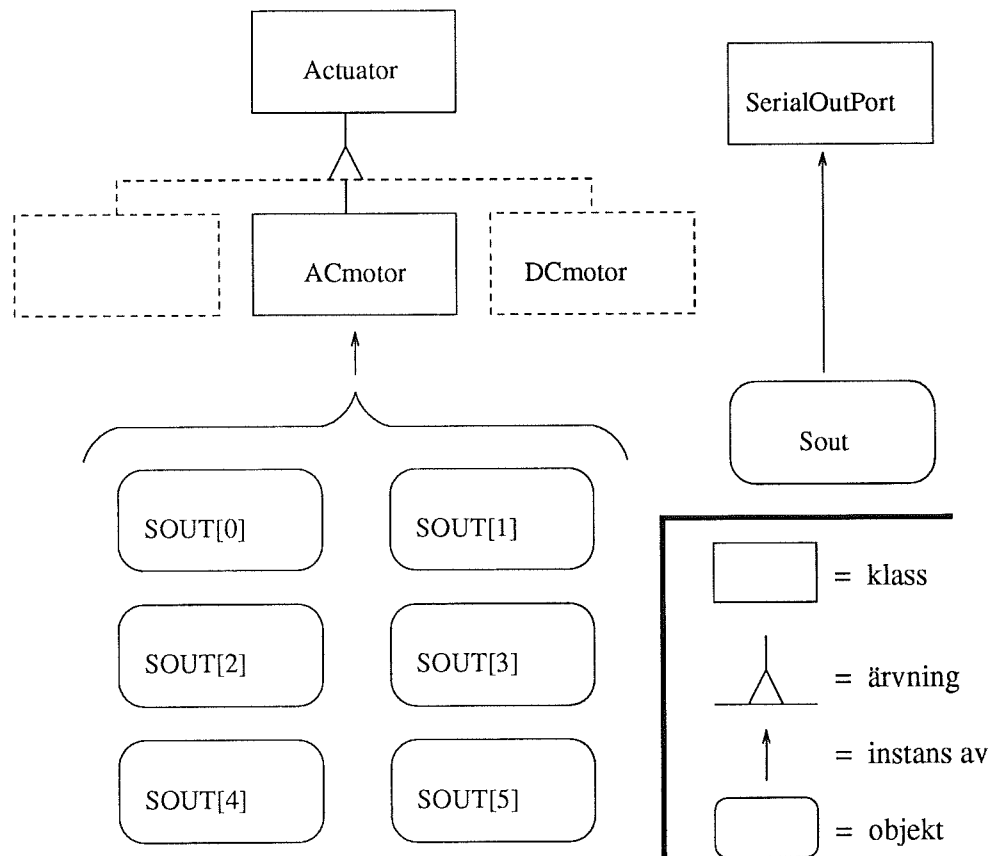 Actuator
SerialOutPort
ACmotor
DCmotor
Sout
SOUT[0]
SOUT[1]
SOUT[2]
SOUT[3]
SOUT[4]
SOUT[5]
= klass
= ärvning
= instans av
= objekt